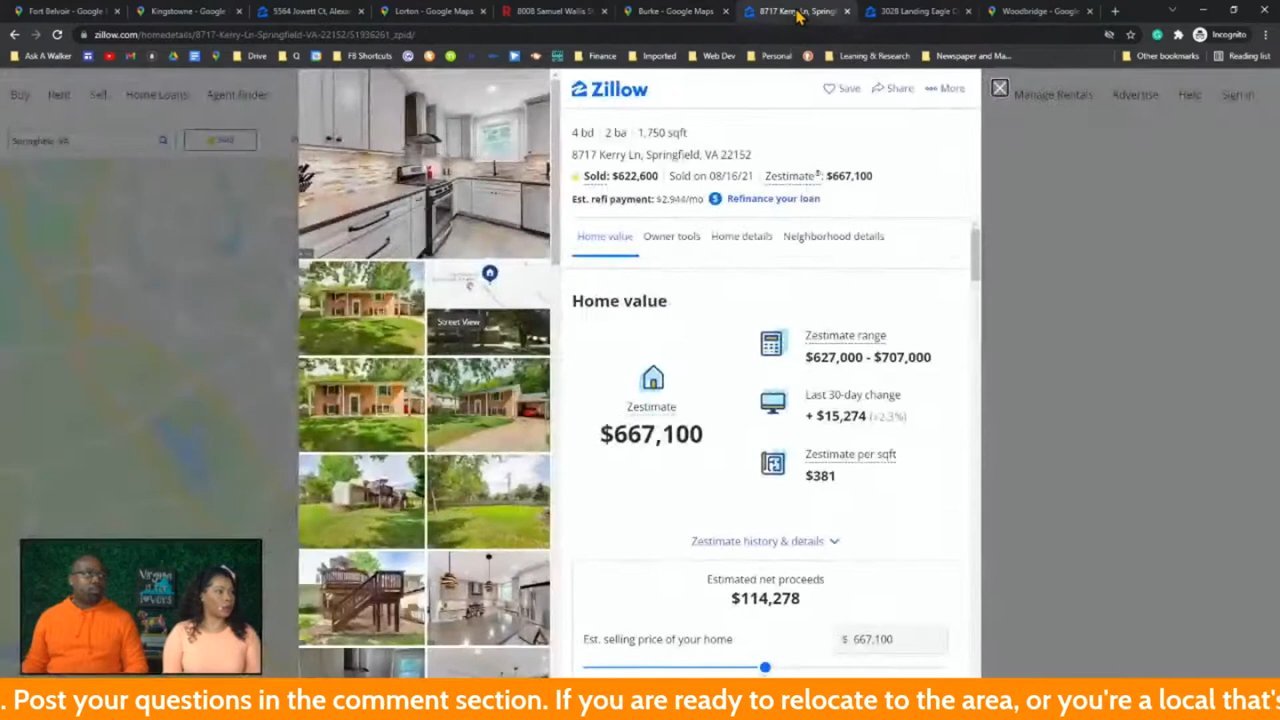 Fort Belvoir - Google
Kingstowne - Google
5564 Jowett Ct, Alexan
Lorton - Google Maps
8008 Samuel Wallis S
Burke - Google Maps
8717 Kerry Ln, Springf
3028 Landing Eagle C
Woodbridge - Google
zillow.com/homedetails/8717-Kerry-Ln-Springfield-VA-22152/51936261_zpid/
Incognito
Ask A Walker
Drive
Q
FB Shortcuts
Finance
Imported
Web Dev
Personal
Leaning & Research
Newspaper and Ma...
Other bookmarks
Reading list
Buy Rent Sell Home Loans Agent finder
Manage Rentals Advertise Help Sign in
Springfield VA
Sold
Zillow
Save Share More
4 bd 2 ba 1,750 sqft
8717 Kerry Ln, Springfield, VA 22152
Sold: $622,600 Sold on 08/16/21 Zestimate®: $667,100
Est. refi payment: $2,944/mo $ Refinance your loan
Home value Owner tools Home details Neighborhood details
Street View
Home value
Zestimate
$667,100
Zestimate range
$627,000 - $707,000
Last 30-day change
+ $15,274 (+2.3%)
Zestimate per sqft
$381
Zestimate history & details
Estimated net proceeds
$114,278
Est. selling price of your home
$ 667,100
Virginia is for lovers
. Post your questions in the comment section. If you are ready to relocate to the area, or you're a local that's